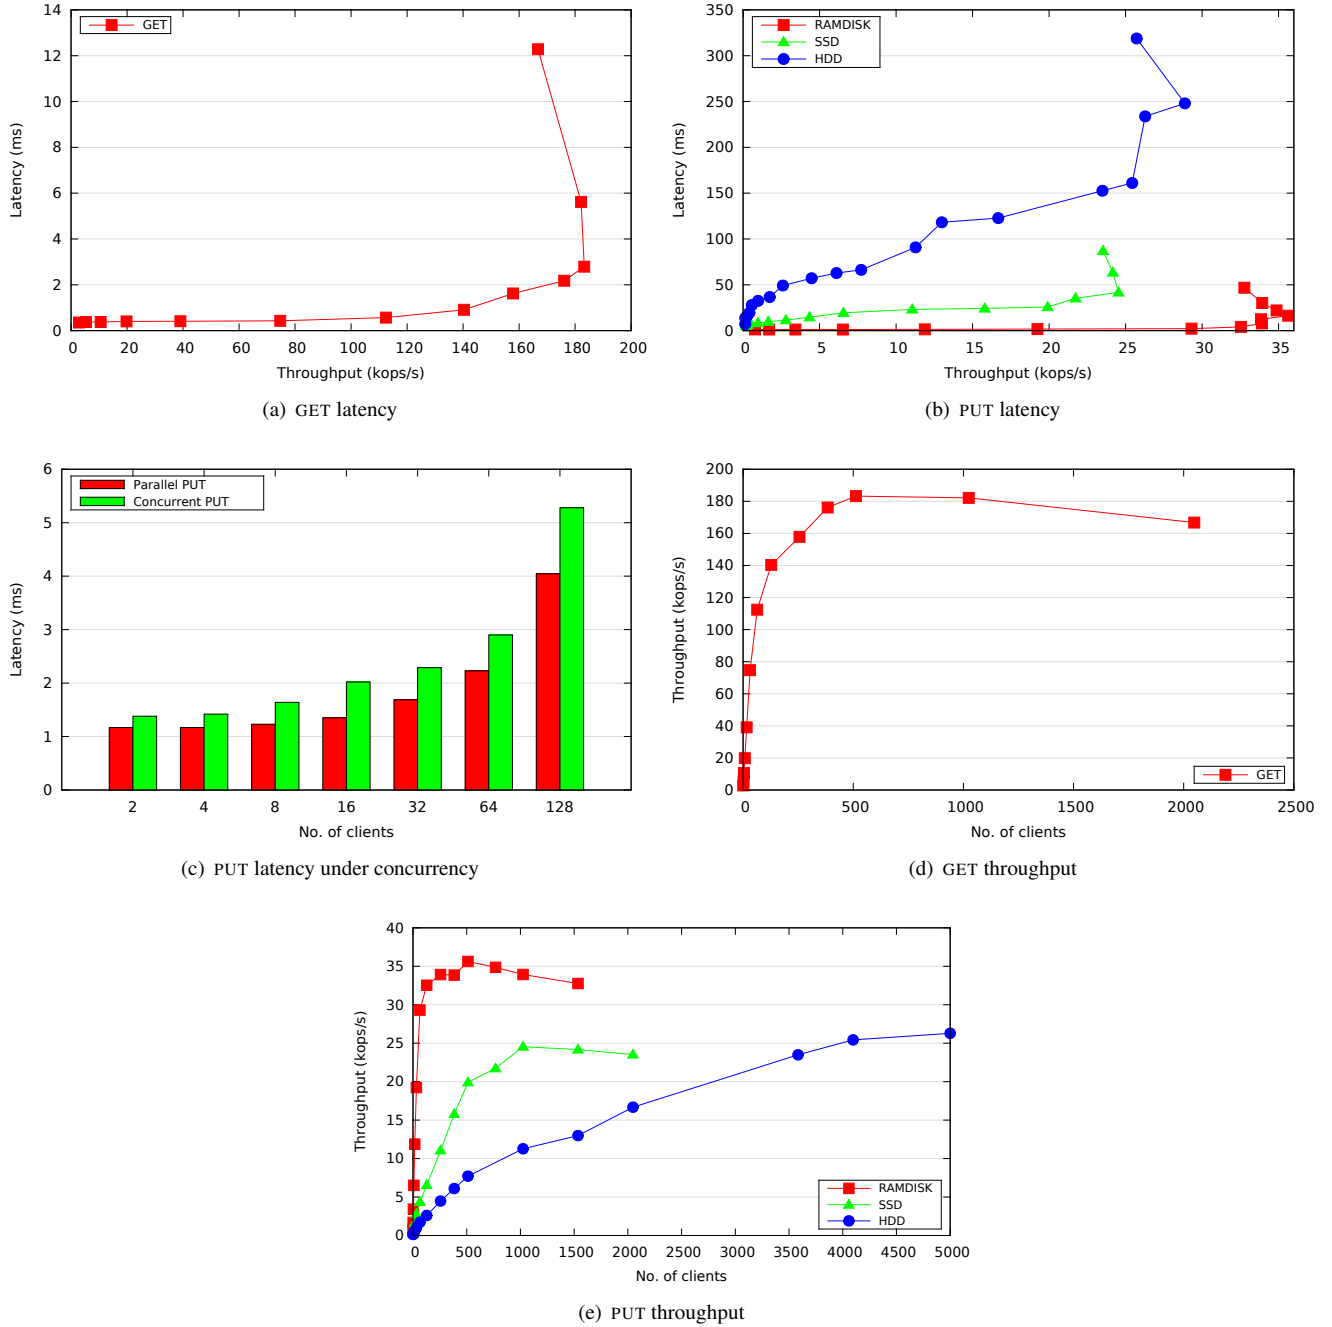 14
12
10
8
6
4
2
0
Latency (ms)
GET
0 20 40 60 80 100 120 140 160 180 200
Throughput (kops/s)
(a) GET latency
350
300
250
200
150
100
50
0
Latency (ms)
RAMDISK
SSD
HDD
0 5 10 15 20 25 30 35
Throughput (kops/s)
(b) PUT latency
6
5
4
3
2
1
0
Latency (ms)
Parallel PUT
Concurrent PUT
2 4 8 16 32 64 128
No. of clients
(c) PUT latency under concurrency
200
180
160
140
120
100
80
60
40
20
0
Throughput (kops/s)
GET
0 500 1000 1500 2000 2500
No. of clients
(d) GET throughput
40
35
30
25
20
15
10
5
0
Throughput (kops/s)
RAMDISK
SSD
HDD
0 500 1000 1500 2000 2500 3000 3500 4000 4500 5000
No. of clients
(e) PUT throughput